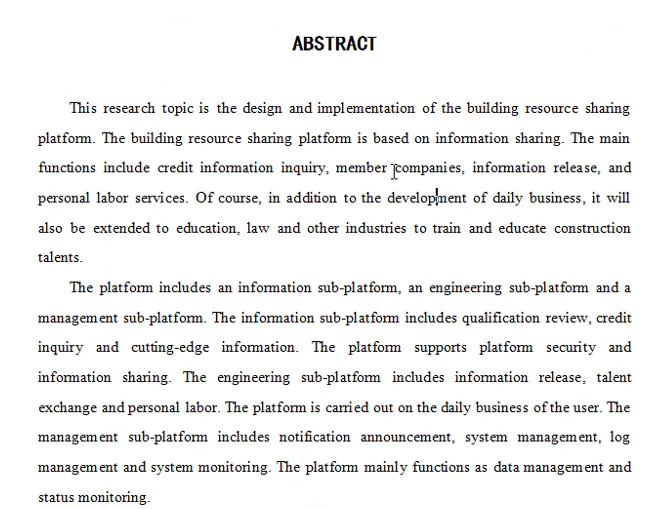 ABSTRACT
This research topic is the design and implementation of the building resource sharing
platform. The building resource sharing platform is based on information sharing. The main
functions include credit information inquiry, member companies, information release, and
personal labor services. Of course, in addition to the development of daily business, it will
also be extended to education, law and other industries to train and educate construction
talents.
The platform includes an information sub-platform, an engineering sub-platform and a
management sub-platform. The information sub-platform includes qualification review, credit
inquiry and cutting-edge information. The platform supports platform security and
information sharing. The engineering sub-platform includes information release, talent
exchange and personal labor. The platform is carried out on the daily business of the user. The
management sub-platform includes notification announcement, system management, log
management and system monitoring. The platform mainly functions as data management and
status monitoring.